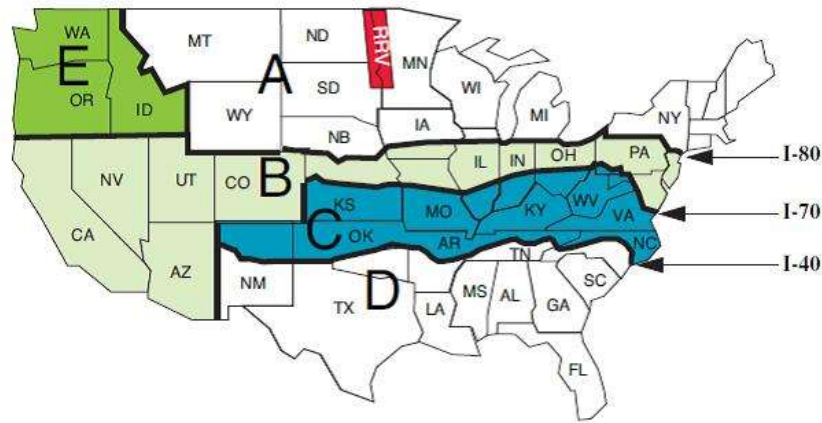 WA
MT
ND
RRV
MN
E
A
WI
OR
ID
WY
SD
MI
NY
NB
IA
I-80
NV
UT
CO
B
IL
IN
OH
PA
CA
KS
MO
KY
WV
VA
I-70
C
OK
AR
NC
AZ
NM
TN
I-40
D
TX
LA
MS
AL
GA
SC
FL